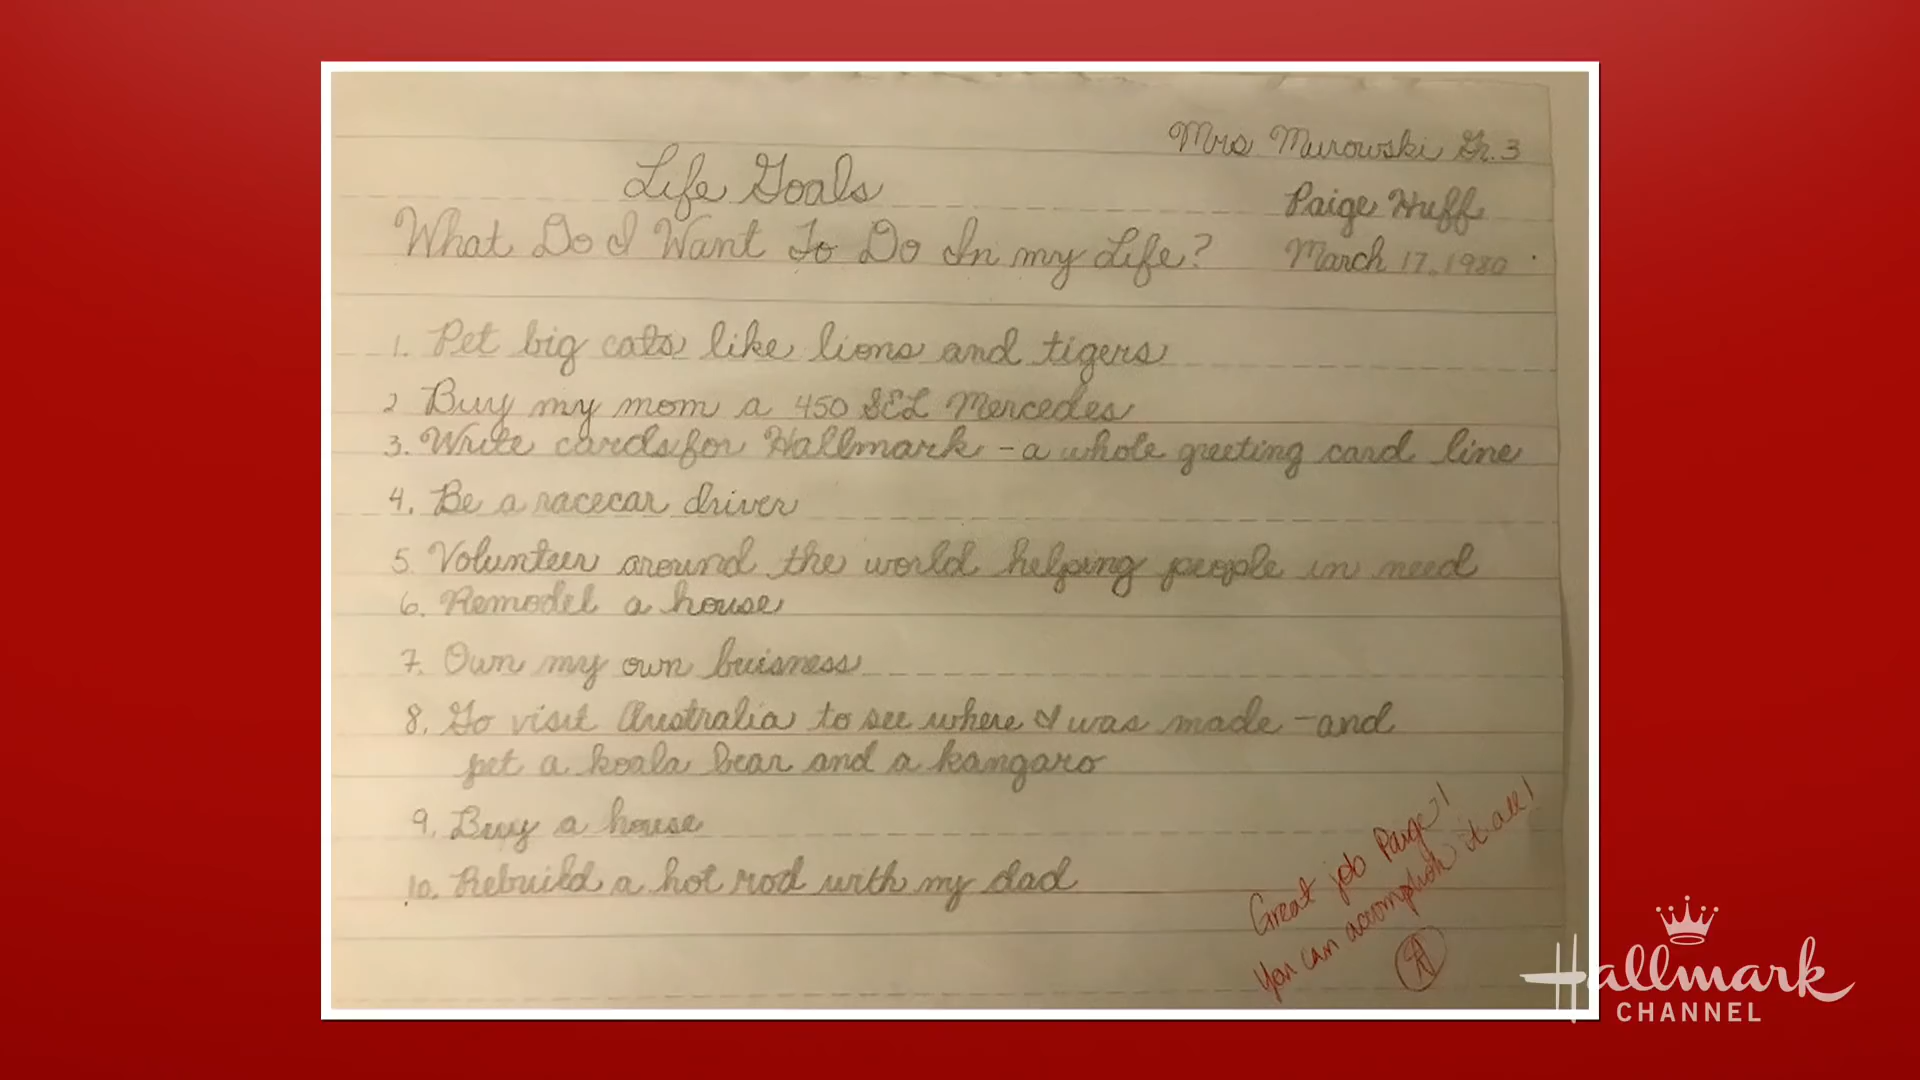 Mrs Murowski Gr. 3
Life Goals
Paige Huff
What Do I Want To Do In my Life?
March 17, 1980
1. Pet big cats like lions and tigers
2 Buy my mom a 450 SEL Mercedes
3. Write cards for Hallmark - a whole greeting card line
4. Be a racecar driver
5. Volunteer around the world helping people in need
6. Remodel a house
7. Own my own buisness
8. Go visit Australia to see where I was made - and
pet a koala bear and a kangaro
9. Buy a house
10. Rebuild a hot rod with my dad
Great job Paige!
You can accomplish it all!
A
Hallmark
CHANNEL